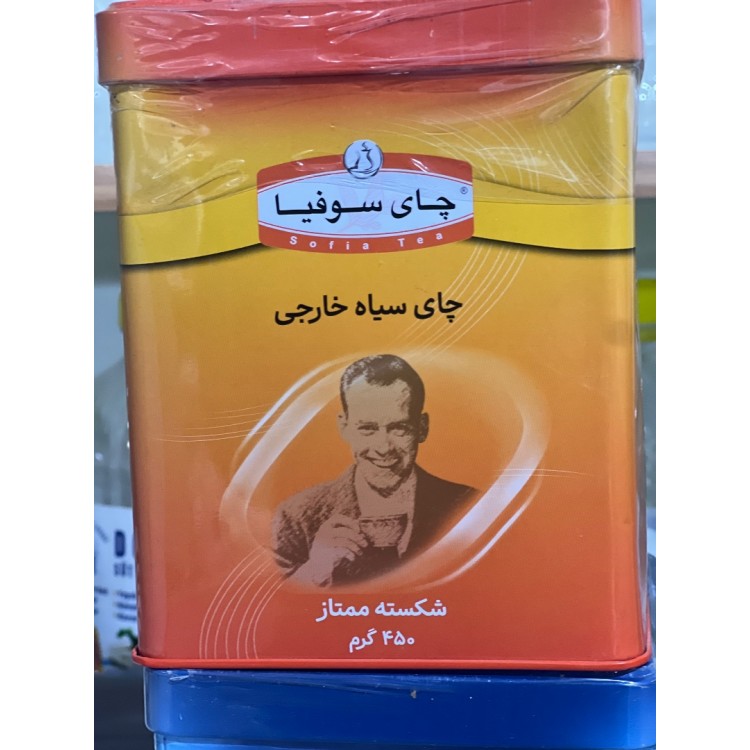 چای سوفیا®
Sofia Tea
چای سیاه خارجی
شکسته ممتاز
۴۵۰ گرم